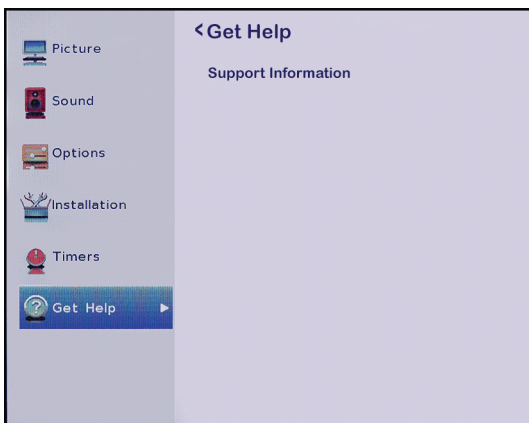 Picture
Sound
Options
Installation
Timers
Get Help
Get Help
Support Information